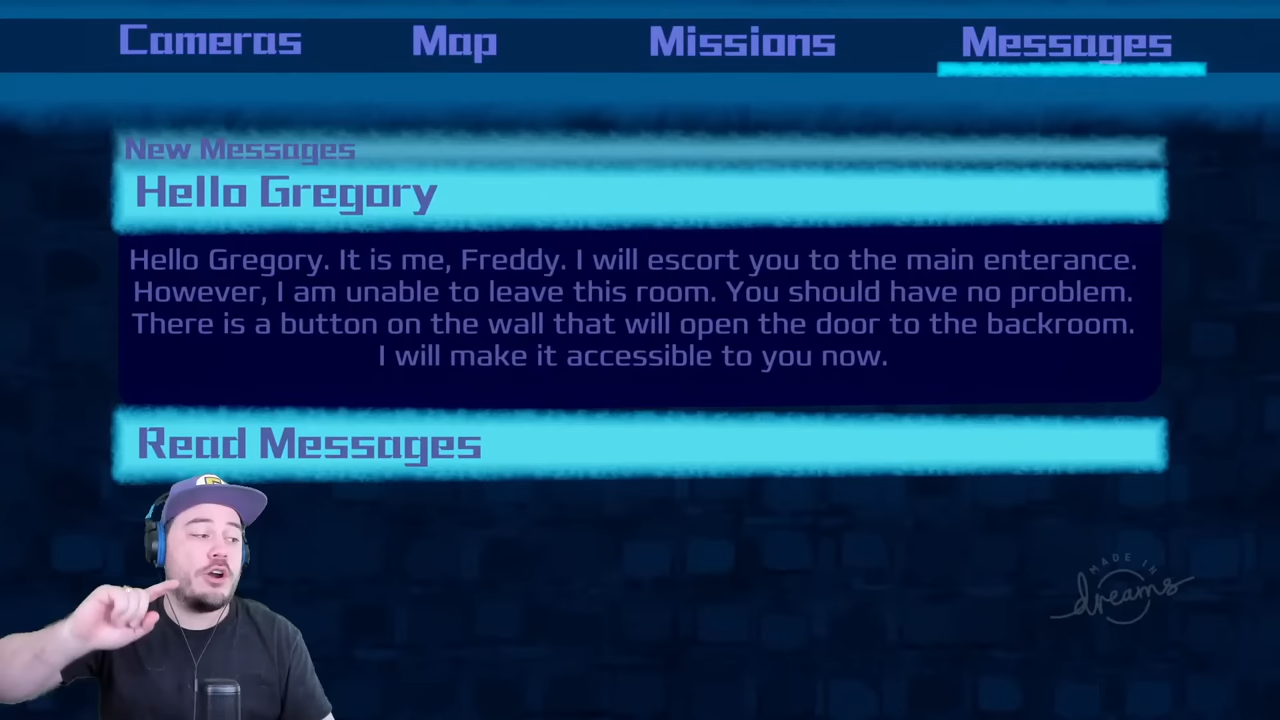 Cameras Map Missions Messages
New Messages
Hello Gregory
Hello Gregory. It is me, Freddy. I will escort you to the main enterance.
However, I am unable to leave this room. You should have no problem.
There is a button on the wall that will open the door to the backroom.
I will make it accessible to you now.
Read Messages
MADE IN
dreams